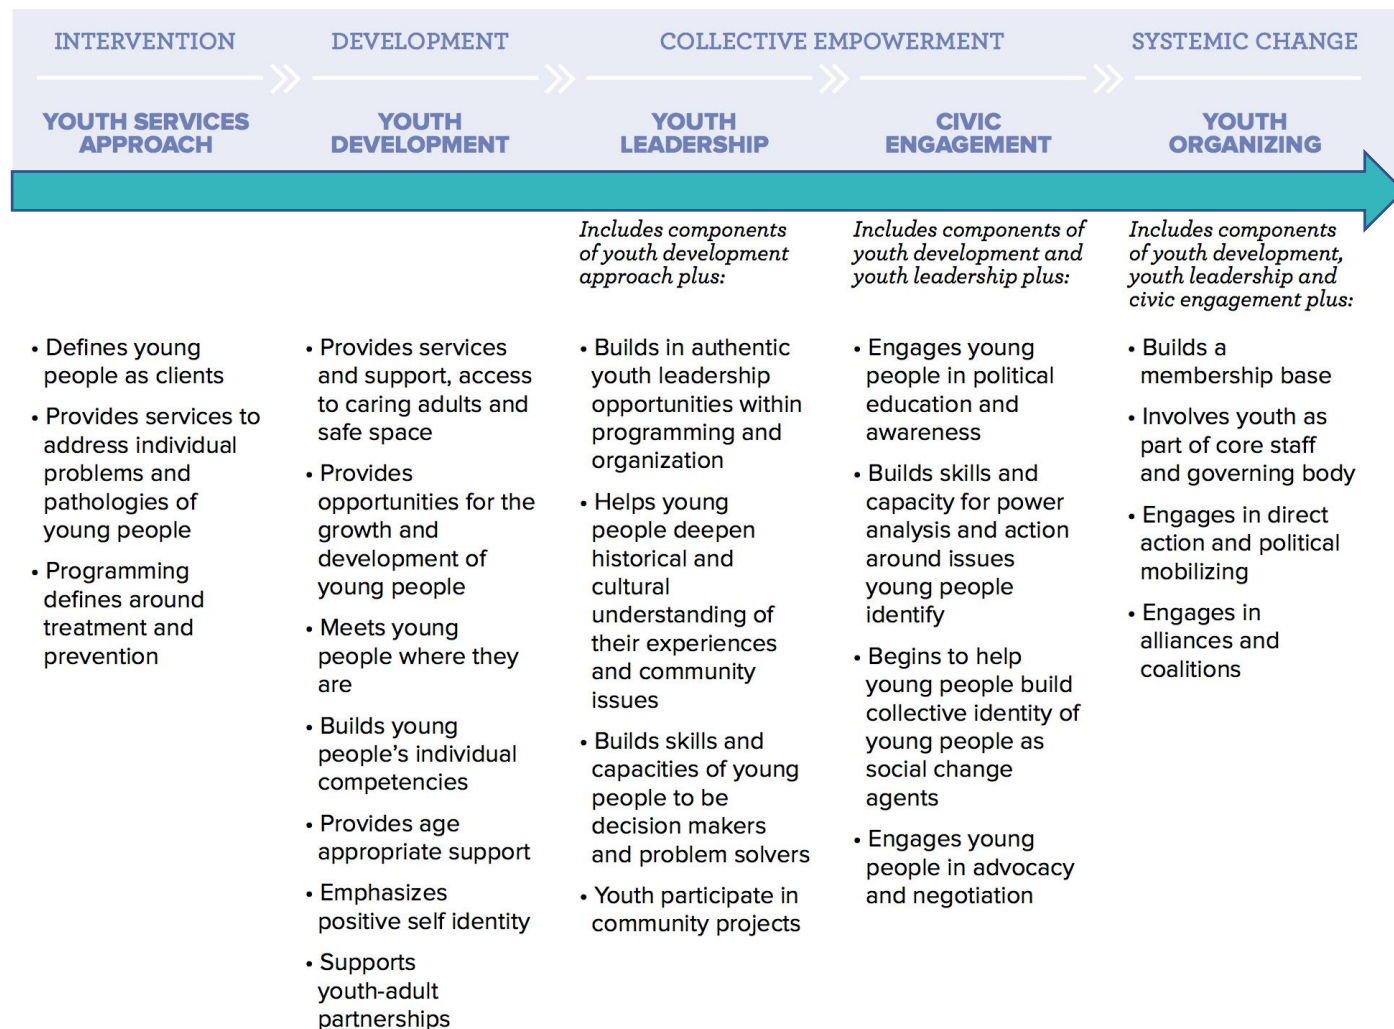 INTERVENTION
DEVELOPMENT
COLLECTIVE EMPOWERMENT
SYSTEMIC CHANGE
YOUTH SERVICES
APPROACH
YOUTH
DEVELOPMENT
YOUTH
LEADERSHIP
CIVIC
ENGAGEMENT
YOUTH
ORGANIZING
• Defines young
people as clients
• Provides services to
address individual
problems and
pathologies of
young people
• Programming
defines around
treatment and
prevention
• Provides services
and support, access
to caring adults and
safe space
• Provides
opportunities for the
growth and
development of
young people
• Meets young
people where they
are
• Builds young
people’s individual
competencies
• Provides age
appropriate support
• Emphasizes
positive self identity
• Supports
youth-adult
partnerships
Includes components
of youth development
approach plus:
• Builds in authentic
youth leadership
opportunities within
programming and
organization
• Helps young
people deepen
historical and
cultural
understanding of
their experiences
and community
issues
• Builds skills and
capacities of young
people to be
decision makers
and problem solvers
• Youth participate in
community projects
Includes components of
youth development and
youth leadership plus:
• Engages young
people in political
education and
awareness
• Builds skills and
capacity for power
analysis and action
around issues
young people
identify
• Begins to help
young people build
collective identity of
young people as
social change
agents
• Engages young
people in advocacy
and negotiation
Includes components
of youth development,
youth leadership and
civic engagement plus:
• Builds a
membership base
• Involves youth as
part of core staff
and governing body
• Engages in direct
action and political
mobilizing
• Engages in
alliances and
coalitions